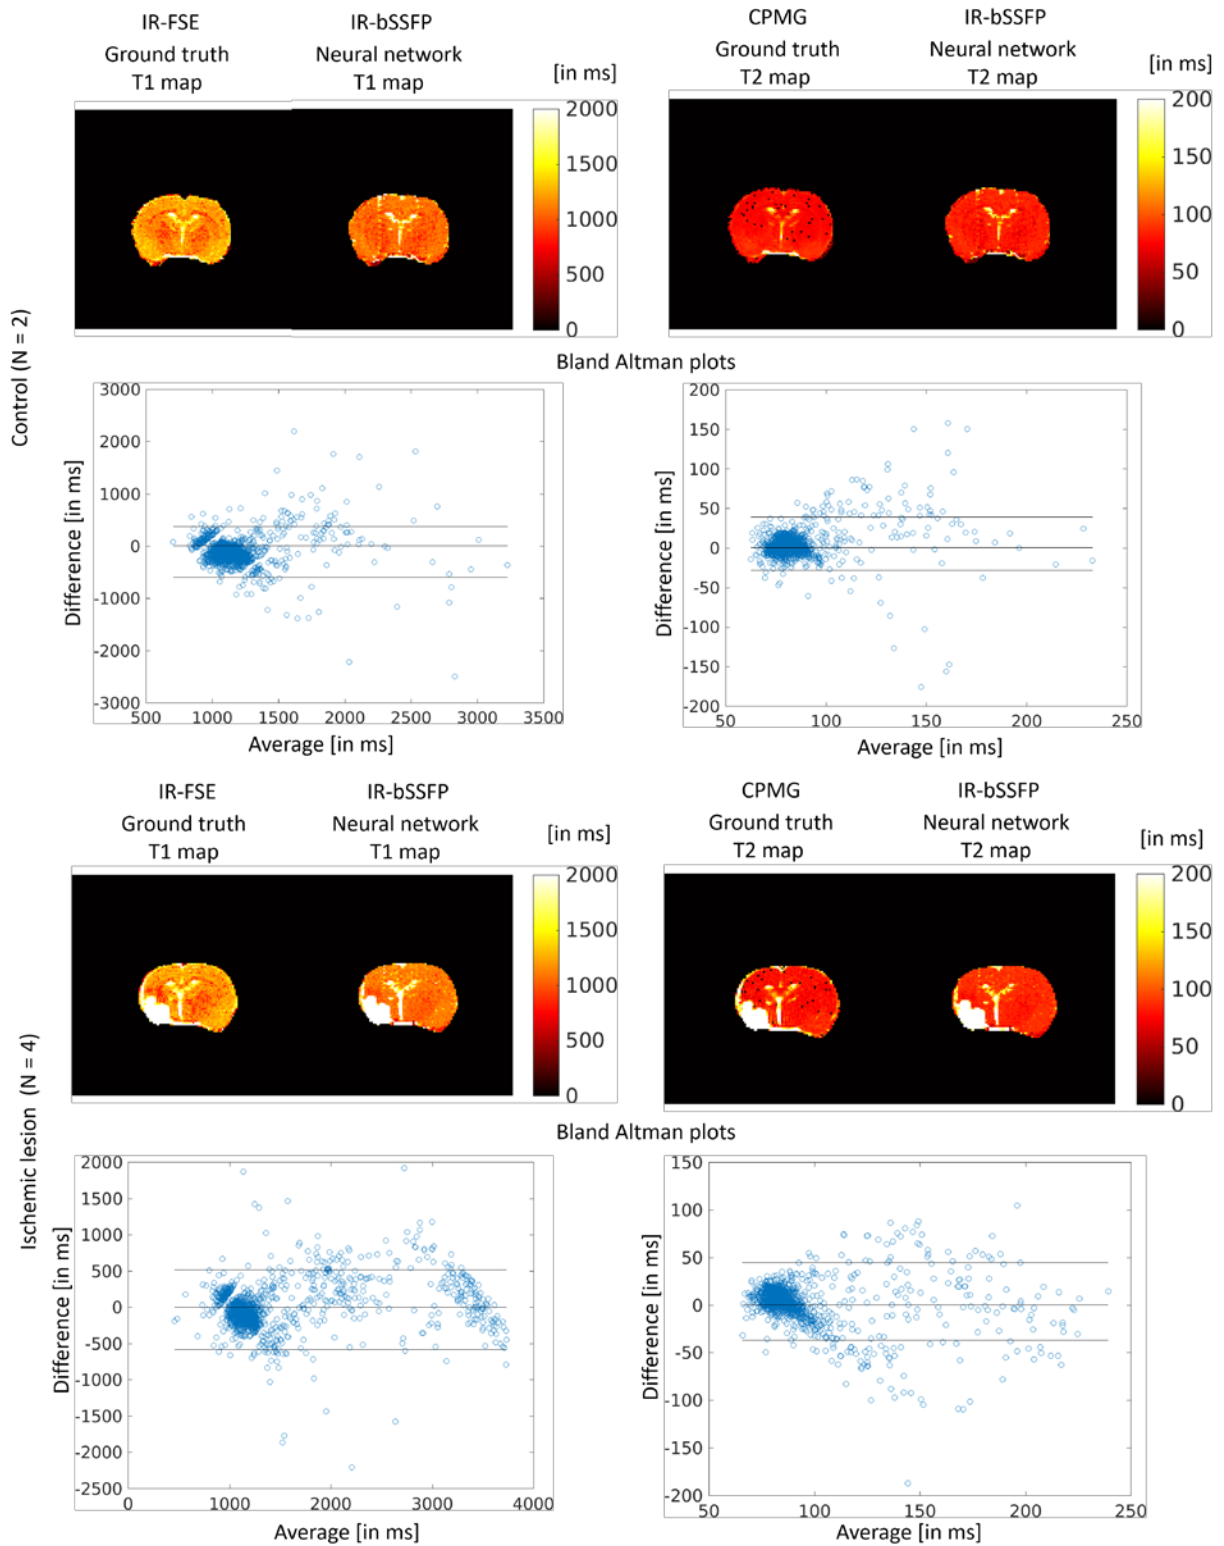 IR-FSE
Ground truth
T1 map
IR-bSSFP
Neural network
T1 map
[in ms]
2000
1500
1000
500
0
CPMG
Ground truth
T2 map
IR-bSSFP
Neural network
T2 map
[in ms]
200
150
100
50
0
Control (N = 2)
Bland Altman plots
Difference [in ms]
3000
2000
1000
0
-1000
-2000
-3000
500 1000 1500 2000 2500 3000 3500
Average [in ms]
Difference [in ms]
200
150
100
50
0
-50
-100
-150
-200
50 100 150 200 250
Average [in ms]
IR-FSE
Ground truth
T1 map
IR-bSSFP
Neural network
T1 map
[in ms]
2000
1500
1000
500
0
CPMG
Ground truth
T2 map
IR-bSSFP
Neural network
T2 map
[in ms]
200
150
100
50
0
Ischemic lesion (N = 4)
Bland Altman plots
Difference [in ms]
2000
1500
1000
500
0
-500
-1000
-1500
-2000
-2500
0 1000 2000 3000 4000
Average [in ms]
Difference [in ms]
150
100
50
0
-50
-100
-150
-200
50 100 150 200 250
Average [in ms]